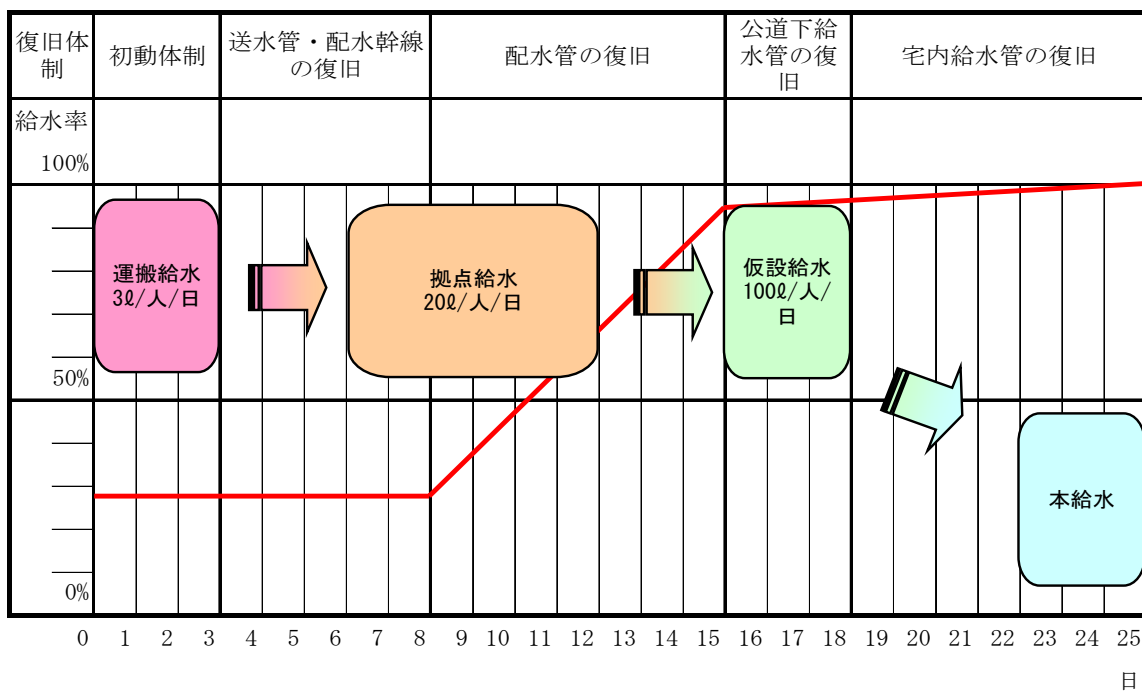 復旧体
制
初動体制
送水管・配水幹線
の復旧
配水管の復旧
公道下給
水管の復
旧
宅内給水管の復旧
給水率
100%
運搬給水
3ℓ/人/日
拠点給水
20ℓ/人/日
仮設給水
100ℓ/人/
日
50%
本給水
0%
0 1 2 3 4 5 6 7 8 9 10 11 12 13 14 15 16 17 18 19 20 21 22 23 24 25
日